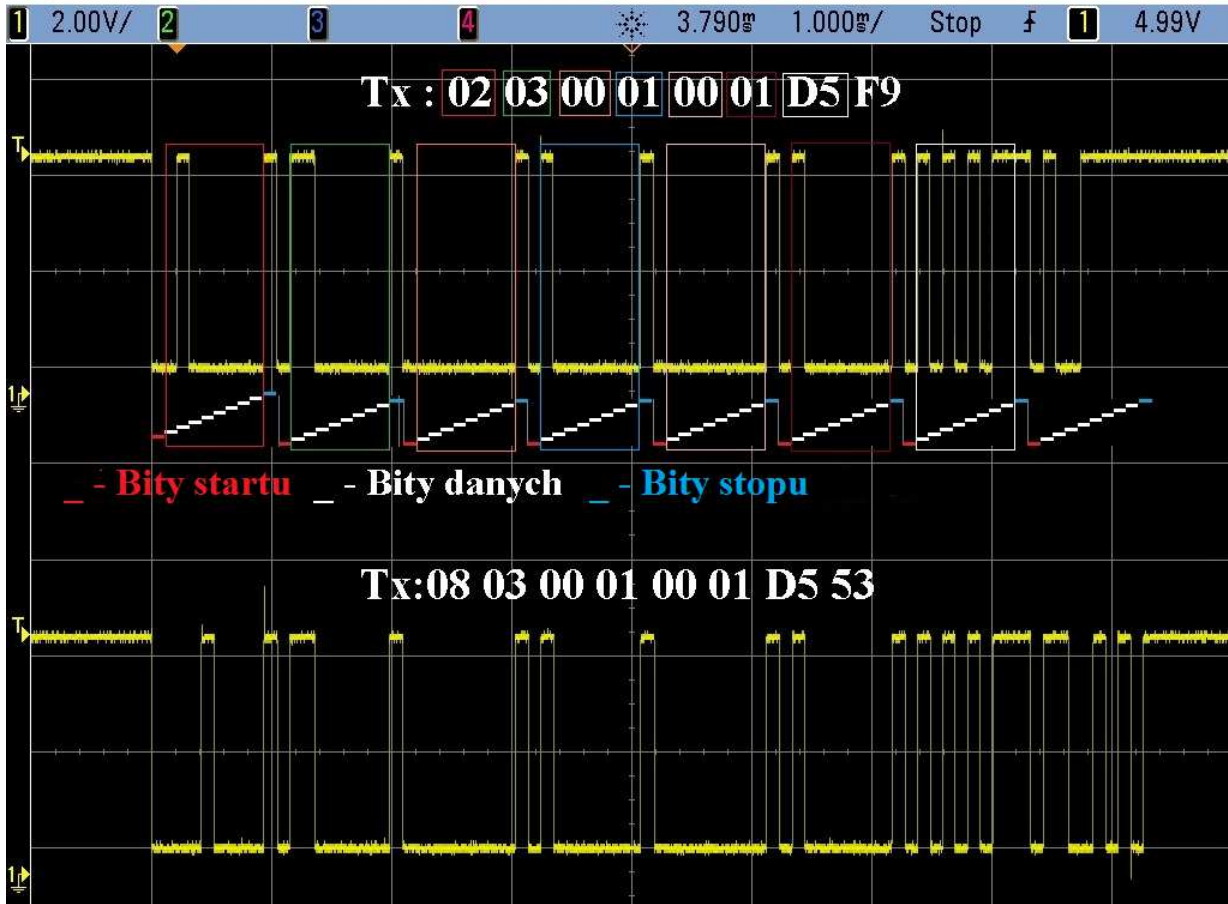 1 2.00V/ 2 3 4 3.790ms 1.000ms/ Stop 1 4.99V
Tx : 02 03 00 01 00 01 D5 F9
T
1
_ - Bity startu _ - Bity danych _ - Bity stopu
Tx:08 03 00 01 00 01 D5 53
T
1